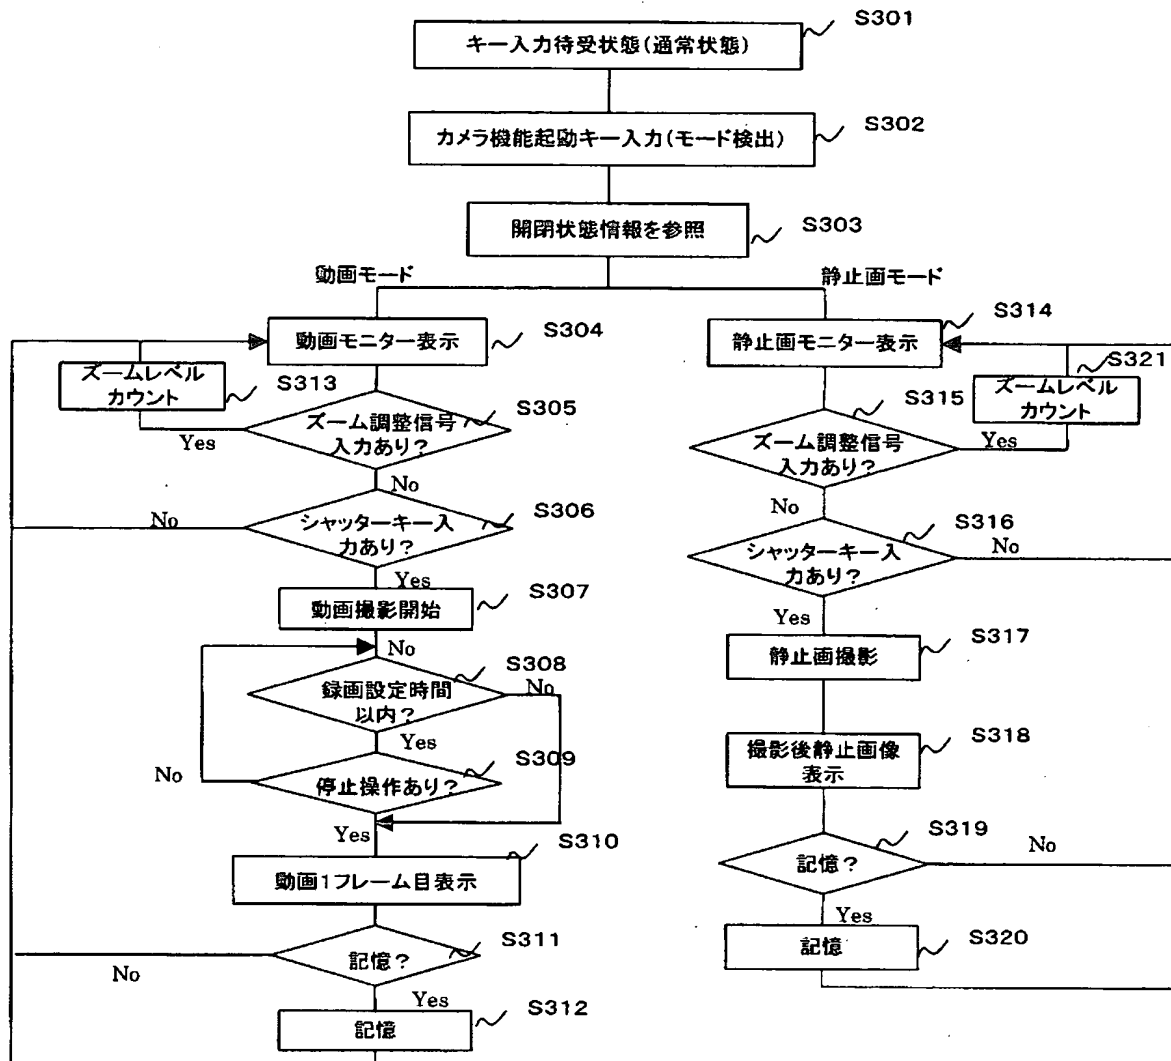 S301
キー入力待受状態(通常状態)
S302
カメラ機能起動キー入力(モード検出)
S303
開閉状態情報を参照
動画モード
静止画モード
S304
動画モニター表示
S314
静止画モニター表示
S313
ズームレベル
カウント
S321
ズームレベル
カウント
S305
ズーム調整信号
入力あり?
Yes
No
S315
ズーム調整信号
入力あり?
Yes
No
S306
シャッターキー入
力あり?
No
Yes
S316
シャッターキー入
力あり?
No
Yes
S307
動画撮影開始
No
S317
静止画撮影
S308
録画設定時間
以内?
No
Yes
S318
撮影後静止画像
表示
S309
停止操作あり?
No
Yes
S310
動画1フレーム目表示
S319
記憶?
No
Yes
S311
記憶?
No
Yes
S320
記憶
S312
記憶